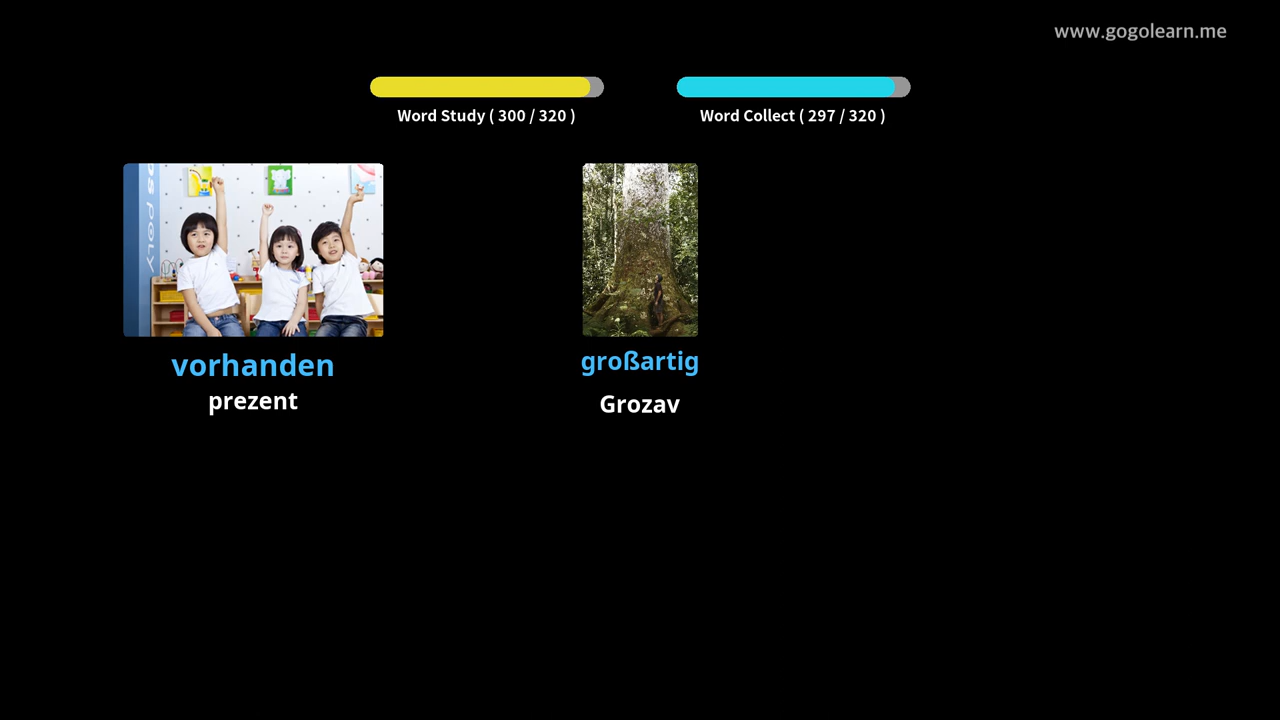 www.gogolearn.me
Word Study ( 300 / 320 )
Word Collect ( 297 / 320 )
vorhanden
prezent
großartig
Grozav